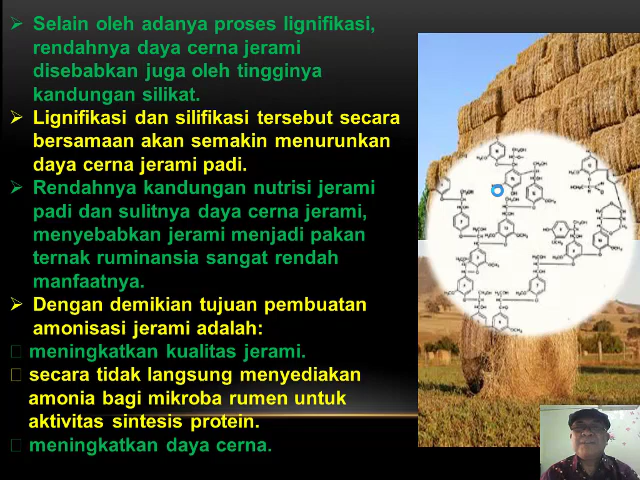 Selain oleh adanya proses lignifikasi,
rendahnya daya cerna jerami
disebabkan juga oleh tingginya
kandungan silikat.
Lignifikasi dan silifikasi tersebut secara
bersamaan akan semakin menurunkan
daya cerna jerami padi.
Rendahnya kandungan nutrisi jerami
padi dan sulitnya daya cerna jerami,
menyebabkan jerami menjadi pakan
ternak ruminansia sangat rendah
manfaatnya.
Dengan demikian tujuan pembuatan
amonisasi jerami adalah:
meningkatkan kualitas jerami.
secara tidak langsung menyediakan
amonia bagi mikroba rumen untuk
aktivitas sintesis protein.
meningkatkan daya cerna.